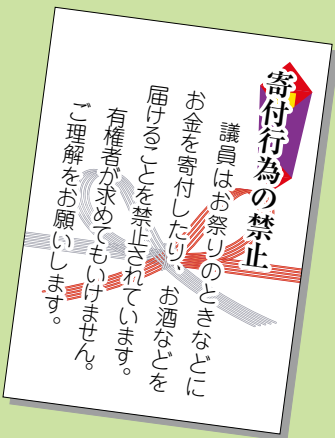 寄付行為の禁止
議員はお祭りのときなどに
お金を寄付したり、お酒などを
届けることを禁止されています。
有権者が求めてもいけません。
ご理解をお願いします。